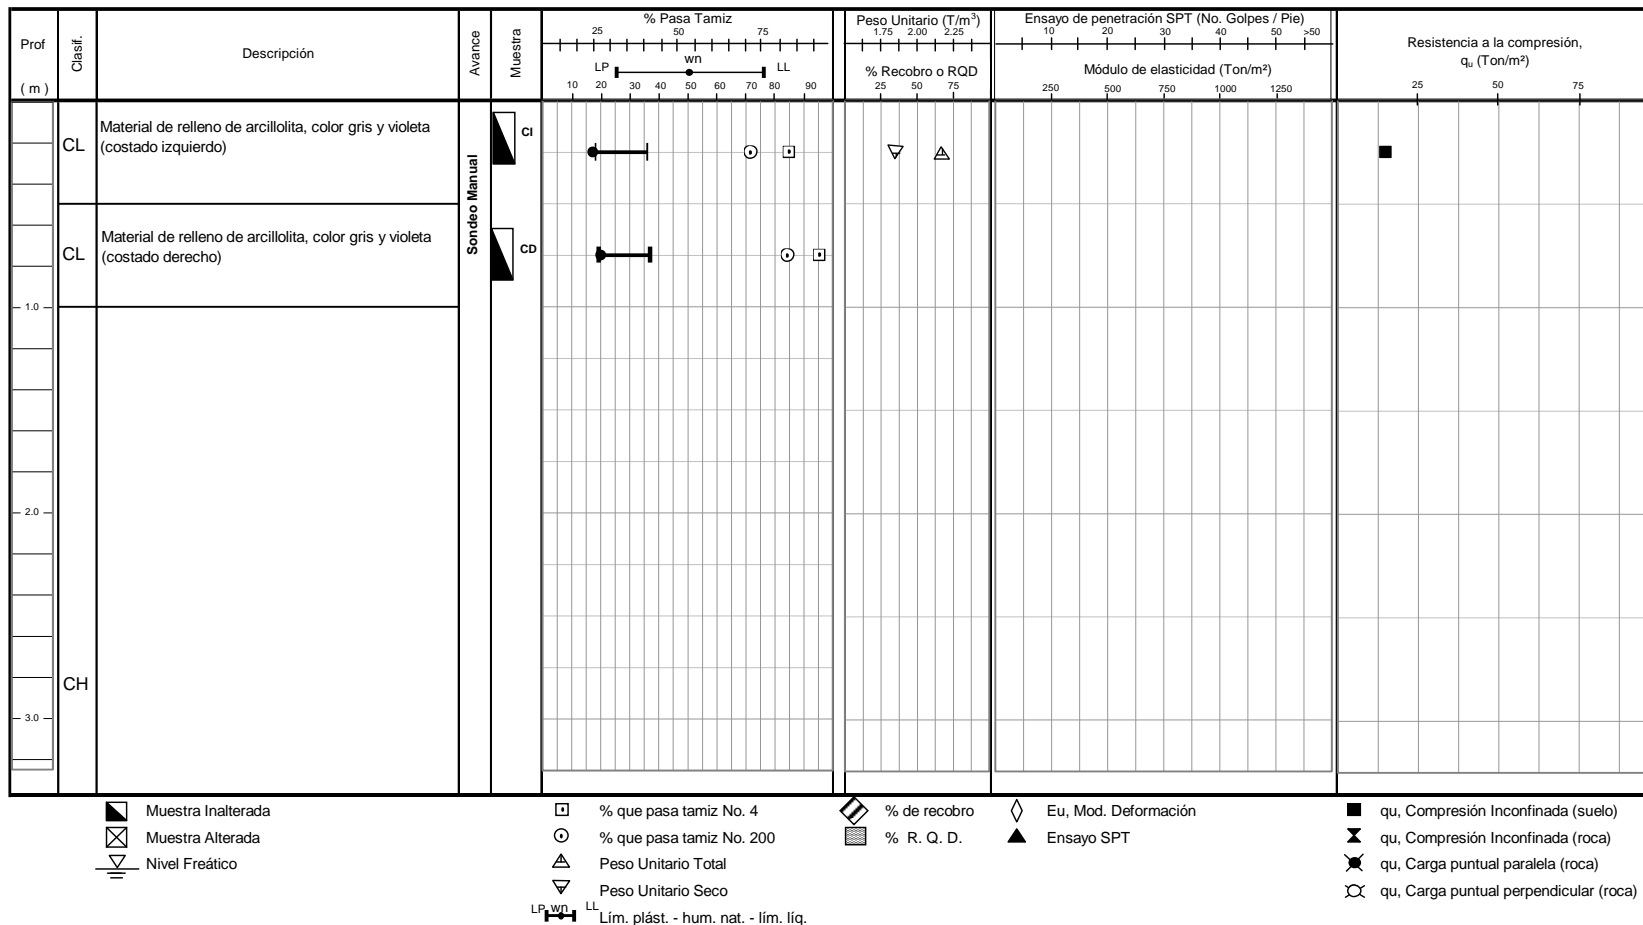 Prof
( m )
Clasif.
Descripción
Avance
Muestra
% Pasa Tamiz
25 50 75
wn
LP LL
10 20 30 40 50 60 70 80 90
Peso Unitario (T/m³)
1.75 2.00 2.25
% Recobro o RQD
25 50 75
Ensayo de penetración SPT (No. Golpes / Pie)
10 20 30 40 50 >50
Módulo de elasticidad (Ton/m²)
250 500 750 1000 1250
Resistencia a la compresión,
qᵤ (Ton/m²)
25 50 75
CL
Material de relleno de arcillolita, color gris y violeta
(costado izquierdo)
Sondeo Manual
CI
CL
Material de relleno de arcillolita, color gris y violeta
(costado derecho)
CD
1.0
2.0
CH
3.0
Muestra Inalterada
Muestra Alterada
Nivel Freático
% que pasa tamiz No. 4
% que pasa tamiz No. 200
Peso Unitario Total
Peso Unitario Seco
LP wn LL
Lím. plást. - hum. nat. - lím. líq.
% de recobro
% R. Q. D.
Eu, Mod. Deformación
Ensayo SPT
qu, Compresión Inconfinada (suelo)
qu, Compresión Inconfinada (roca)
qu, Carga puntual paralela (roca)
qu, Carga puntual perpendicular (roca)